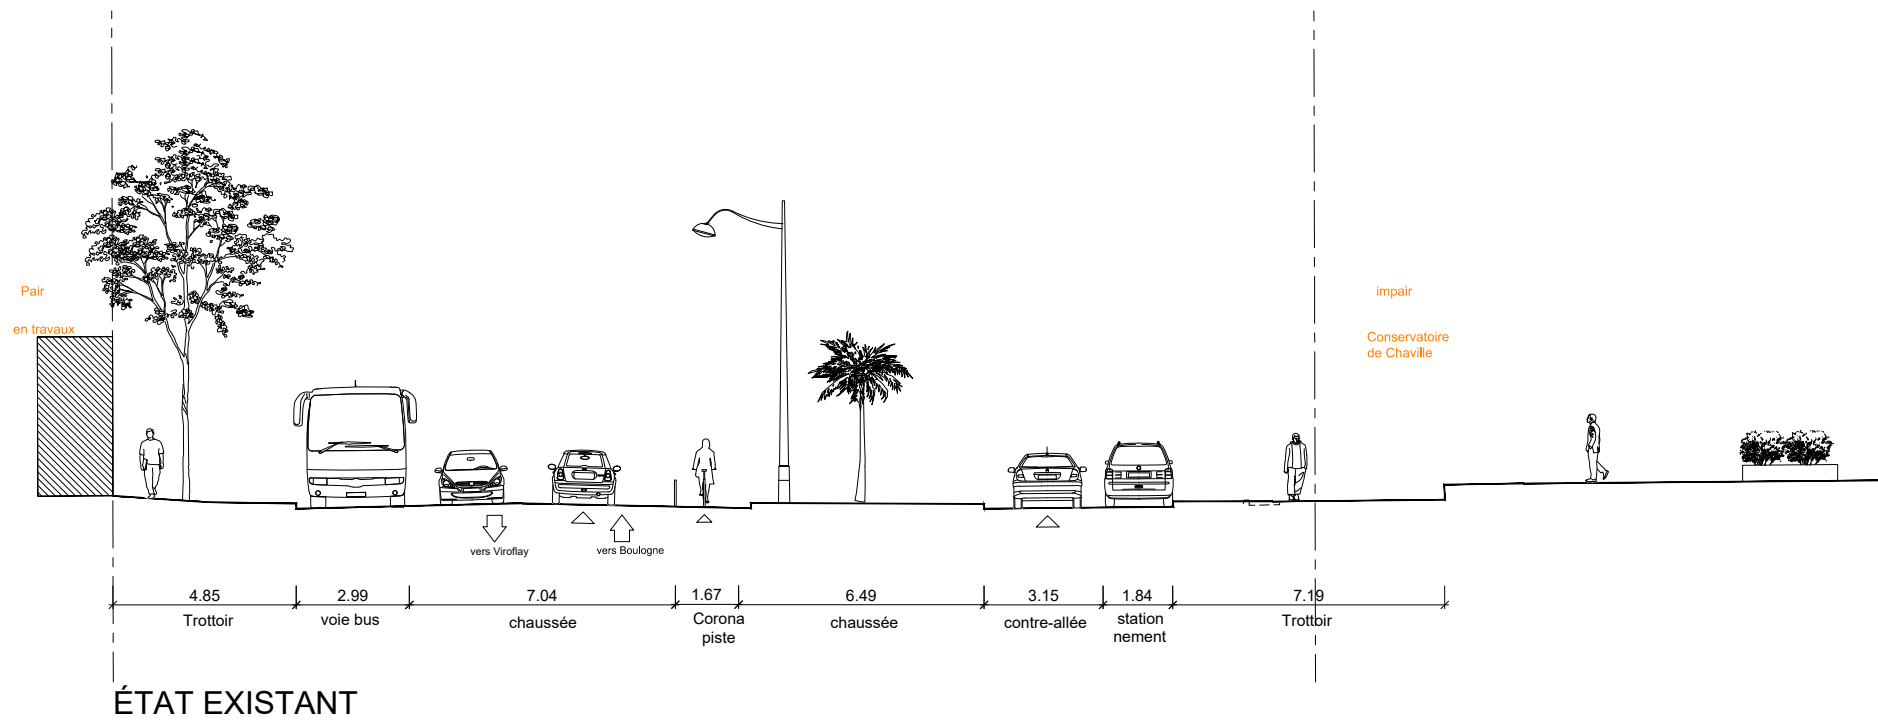 Pair
en travaux
impair
Conservatoire
de Chaville
vers Viroflay
vers Boulogne
4.85
2.99
7.04
1.67
6.49
3.15
1.84
7.19
Trottoir
voie bus
chaussée
Corona
piste
chaussée
contre-allée
station
nement
Trottoir
ÉTAT EXISTANT